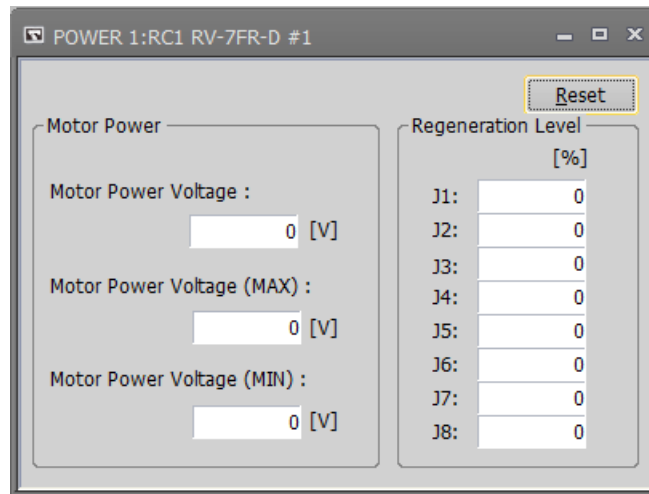 POWER 1:RC1 RV-7FR-D #1
Reset
Motor Power
Motor Power Voltage :
0 [V]
Motor Power Voltage (MAX) :
0 [V]
Motor Power Voltage (MIN) :
0 [V]
Regeneration Level
[%]
J1: 0
J2: 0
J3: 0
J4: 0
J5: 0
J6: 0
J7: 0
J8: 0